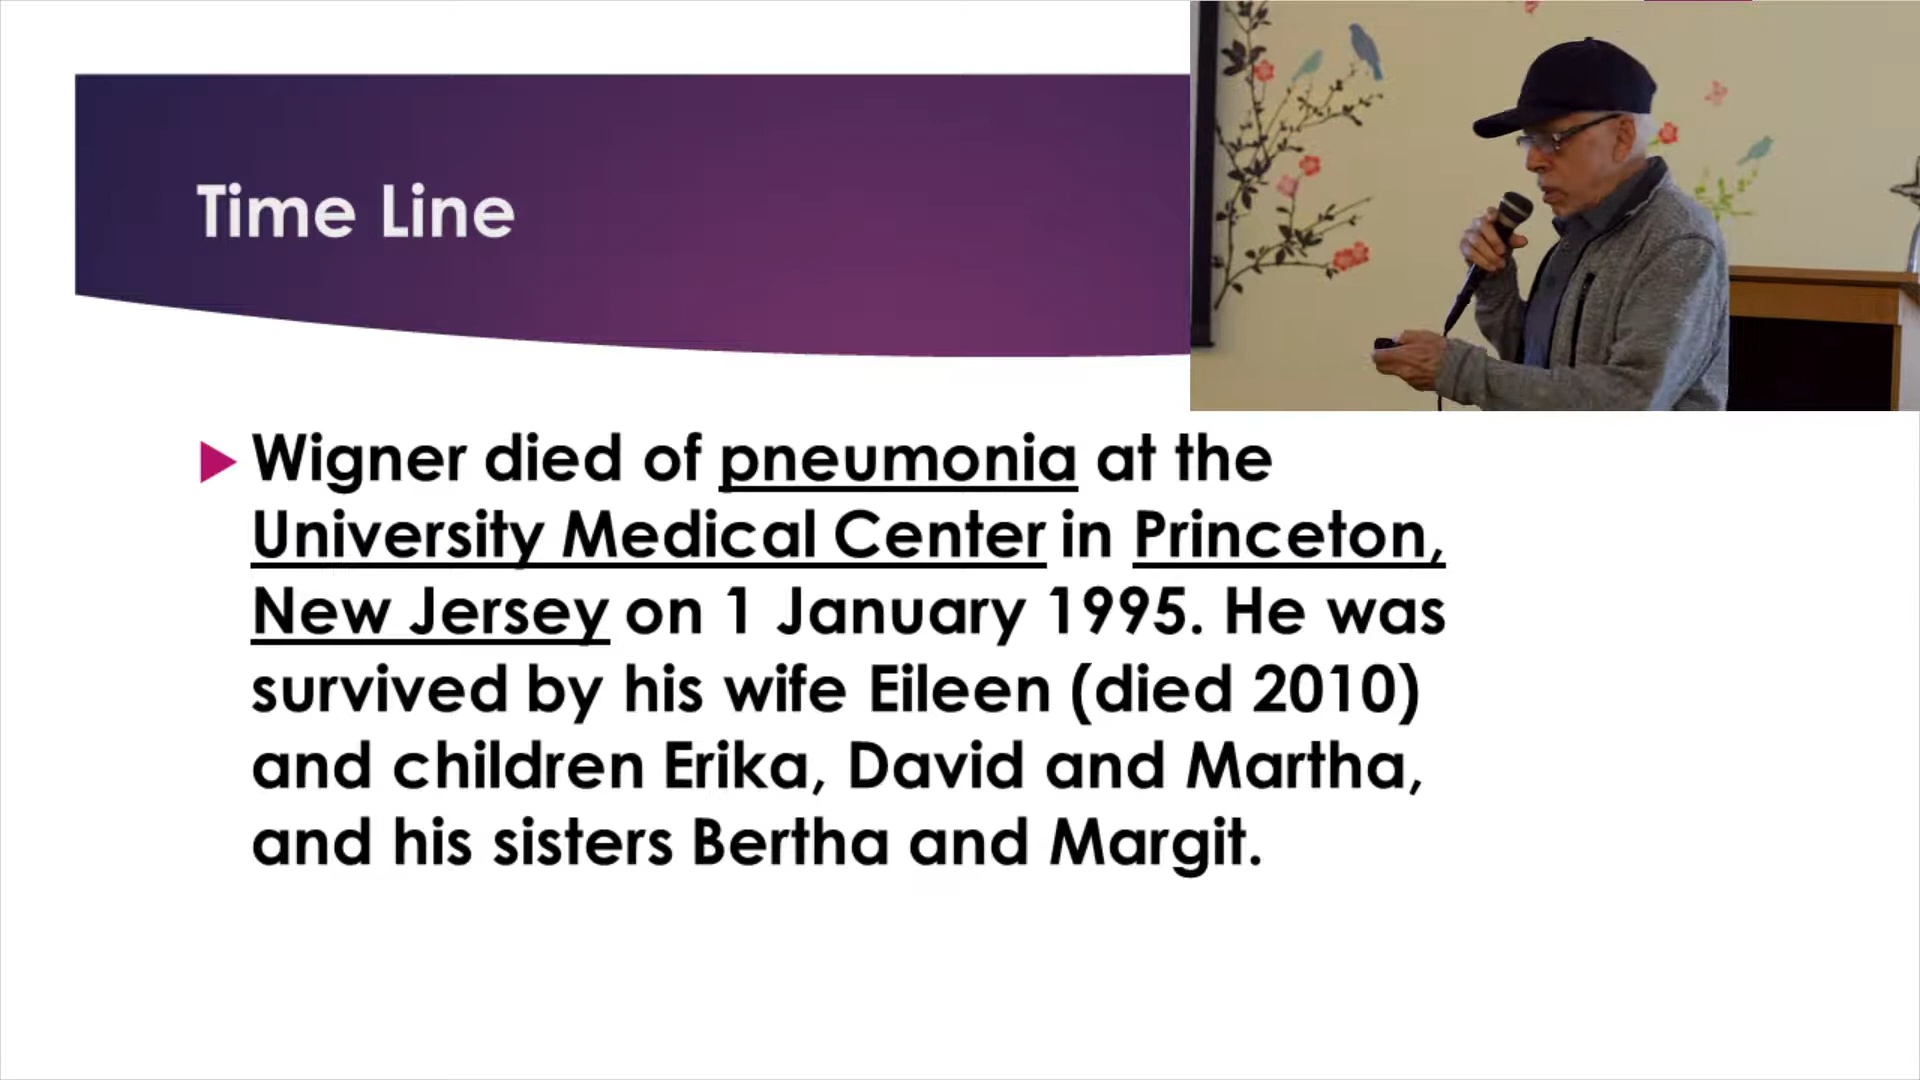 Time Line
Wigner died of pneumonia at the
University Medical Center in Princeton,
New Jersey on 1 January 1995. He was
survived by his wife Eileen (died 2010)
and children Erika, David and Martha,
and his sisters Bertha and Margit.